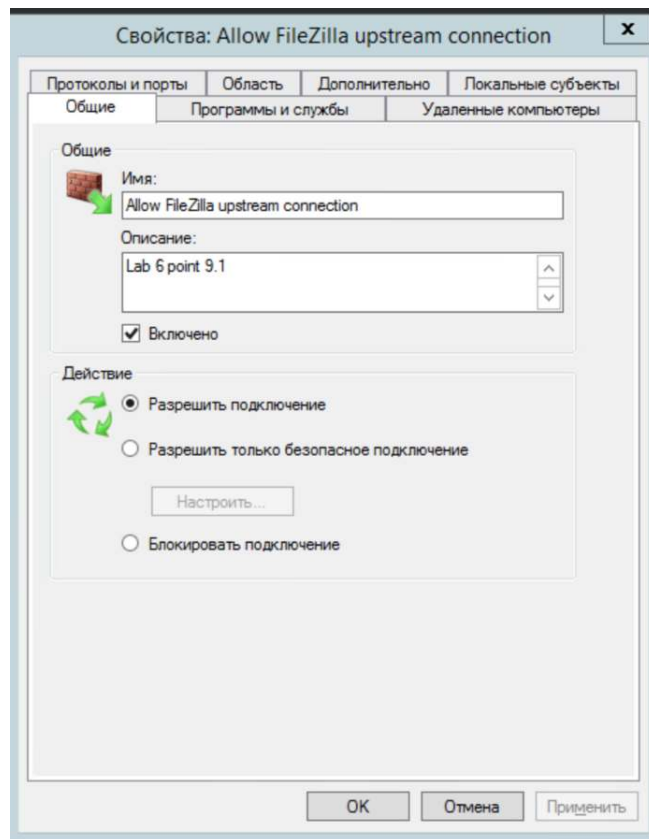 Свойства: Allow FileZilla upstream connection
x
Протоколы и порты Область Дополнительно Локальные субъекты
Общие Программы и службы Удаленные компьютеры
Общие
Имя:
Allow FileZilla upstream connection
Описание:
Lab 6 point 9.1
Включено
Действие
Разрешить подключение
Разрешить только безопасное подключение
Настроить...
Блокировать подключение
OK Отмена Применить